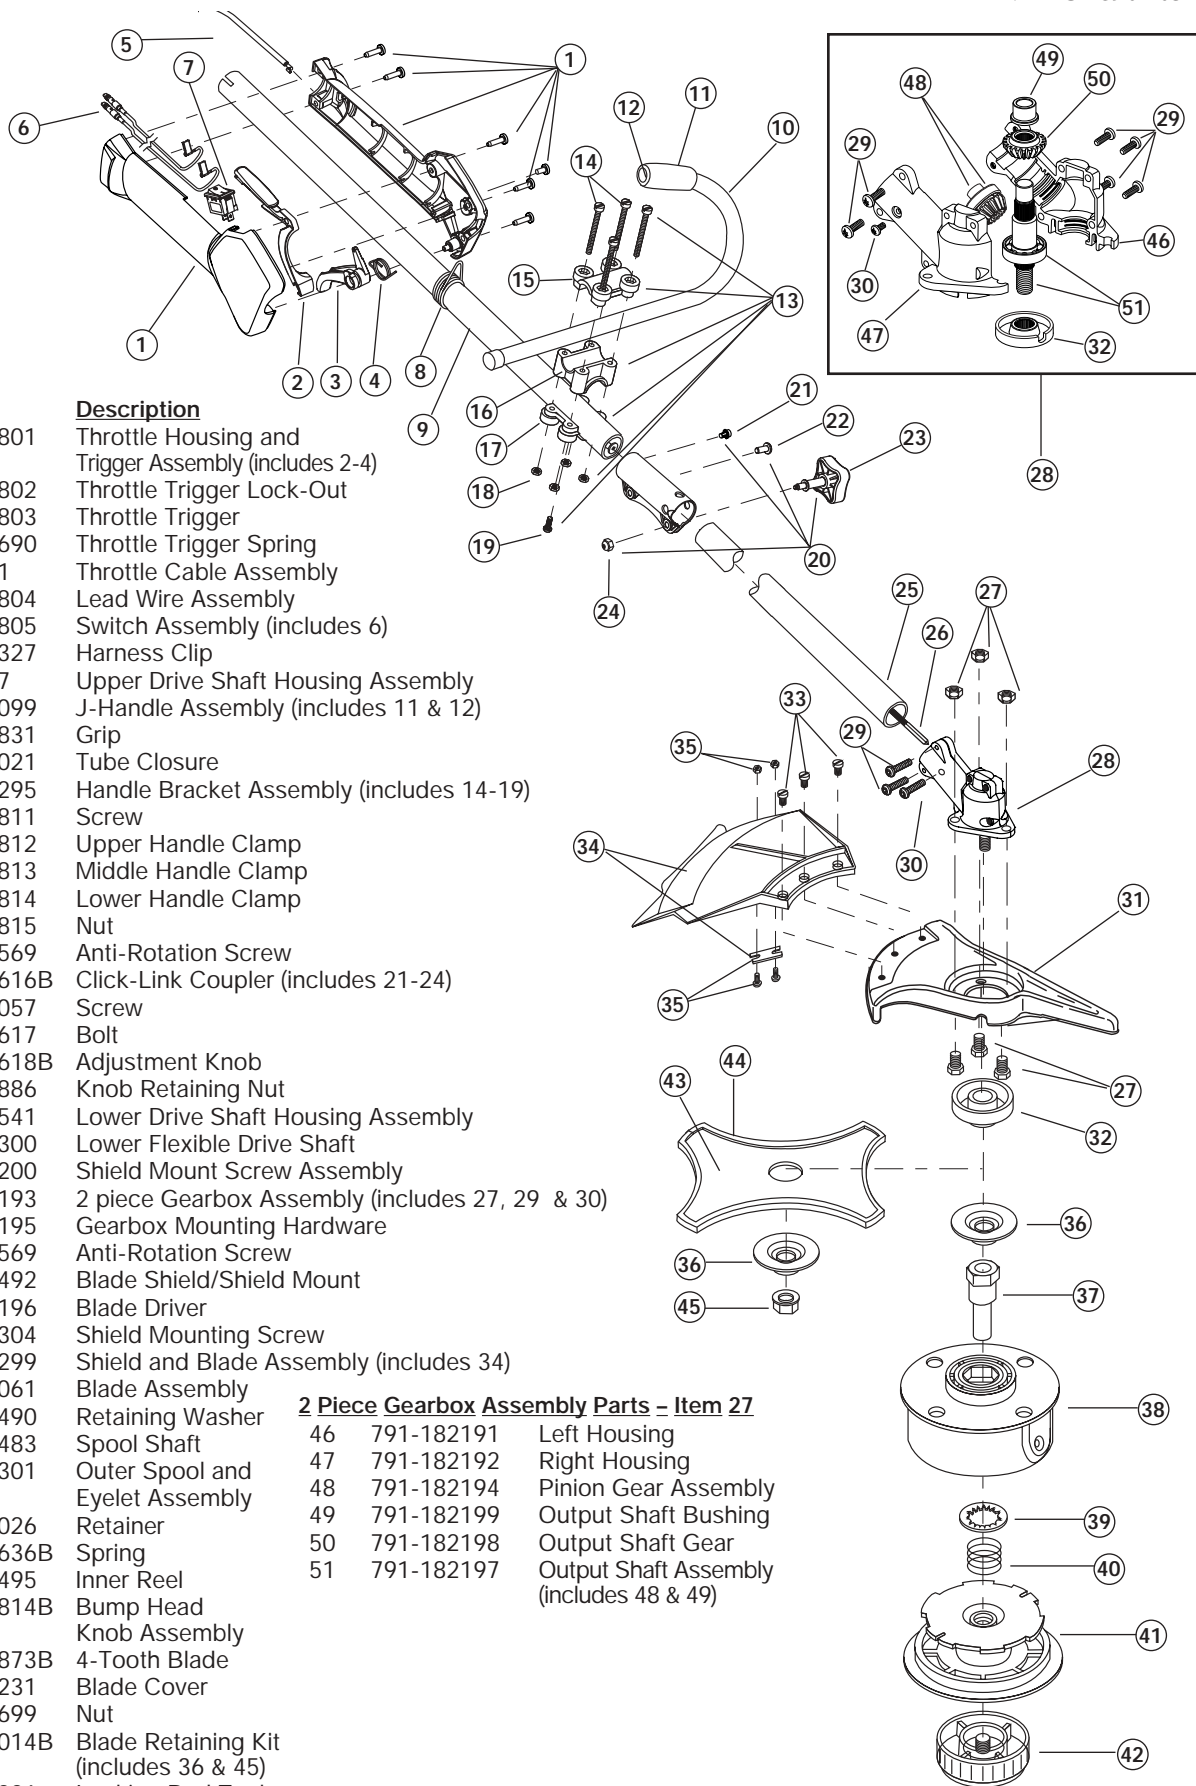 5
7
6
1
12
11
10
14
15
13
1
2
3
4
8
9
16
17
18
19
21
22
23
20
24
25
26
27
49
48
50
29
29
30
46
47
51
32
28
33
35
29
28
34
30
31
35
44
43
27
32
36
36
37
45
38
39
40
41
42
Description
801 Throttle Housing and
Trigger Assembly (includes 2-4)
802 Throttle Trigger Lock-Out
803 Throttle Trigger
690 Throttle Trigger Spring
1 Throttle Cable Assembly
804 Lead Wire Assembly
805 Switch Assembly (includes 6)
327 Harness Clip
7 Upper Drive Shaft Housing Assembly
099 J-Handle Assembly (includes 11 & 12)
831 Grip
021 Tube Closure
295 Handle Bracket Assembly (includes 14-19)
811 Screw
812 Upper Handle Clamp
813 Middle Handle Clamp
814 Lower Handle Clamp
815 Nut
569 Anti-Rotation Screw
616B Click-Link Coupler (includes 21-24)
057 Screw
617 Bolt
618B Adjustment Knob
886 Knob Retaining Nut
541 Lower Drive Shaft Housing Assembly
300 Lower Flexible Drive Shaft
200 Shield Mount Screw Assembly
193 2 piece Gearbox Assembly (includes 27, 29 & 30)
195 Gearbox Mounting Hardware
569 Anti-Rotation Screw
492 Blade Shield/Shield Mount
196 Blade Driver
304 Shield Mounting Screw
299 Shield and Blade Assembly (includes 34)
061 Blade Assembly
490 Retaining Washer
483 Spool Shaft
301 Outer Spool and
Eyelet Assembly
026 Retainer
636B Spring
495 Inner Reel
814B Bump Head
Knob Assembly
873B 4-Tooth Blade
231 Blade Cover
699 Nut
014B Blade Retaining Kit
(includes 36 & 45)
2 Piece Gearbox Assembly Parts – Item 27
46 791-182191 Left Housing
47 791-182192 Right Housing
48 791-182194 Pinion Gear Assembly
49 791-182199 Output Shaft Bushing
50 791-182198 Output Shaft Gear
51 791-182197 Output Shaft Assembly
(includes 48 & 49)